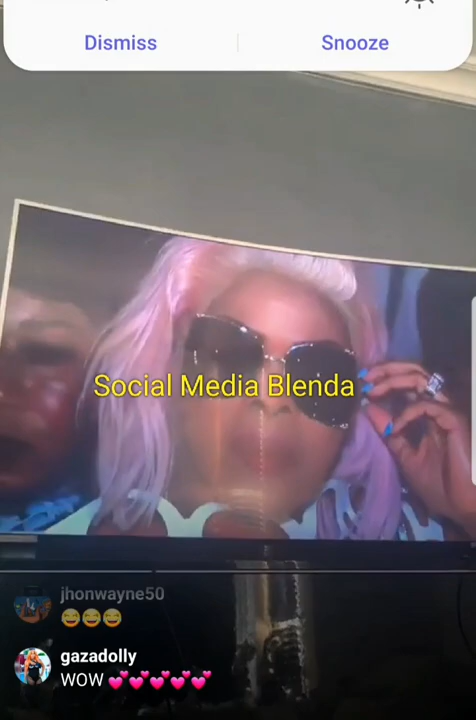 Dismiss
Snooze
Social Media Blenda
jhonwayne50
😂😂😂
gazadolly
WOW 💕💕💕💕💕